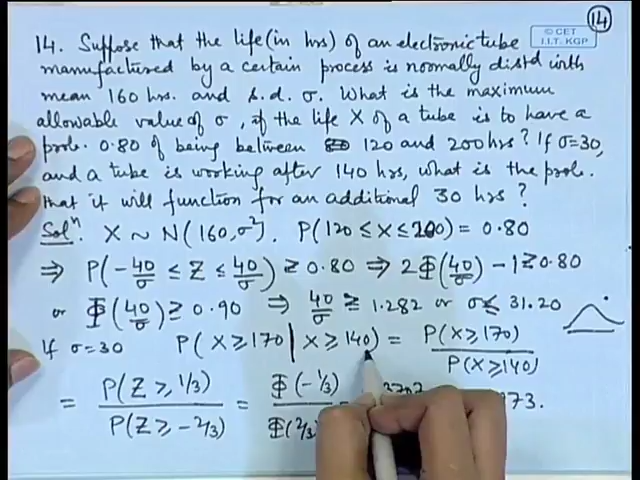 14
© CET
I.I.T. KGP
14. Suppose that the life (in hrs) of an electronic tube
manufactured by a certain process is normally distd with
mean 160 hrs. and s.d. σ. What is the maximum
allowable value of σ, if the life X of a tube is to have a
prob. 0.80 of being between 120 and 200 hrs? If σ=30,
and a tube is working after 140 hrs, what is the prob.
that it will function for an additional 30 hrs?
Solⁿ. X ~ N(160, σ²). P(120 ≤ X ≤ 200) = 0.80
⇒ P(-40/σ ≤ Z ≤ 40/σ) ≥ 0.80 ⇒ 2Φ(40/σ) - 1 ≥ 0.80
or Φ(40/σ) ≥ 0.90 ⇒ 40/σ ≥ 1.282 or σ ≤ 31.20
If σ=30 P(X ≥ 170 | X ≥ 140) = P(X ≥ 170) / P(X ≥ 140)
= P(Z ≥ 1/3) / P(Z ≥ -2/3) = Φ(-1/3) / Φ(2/3) 73.